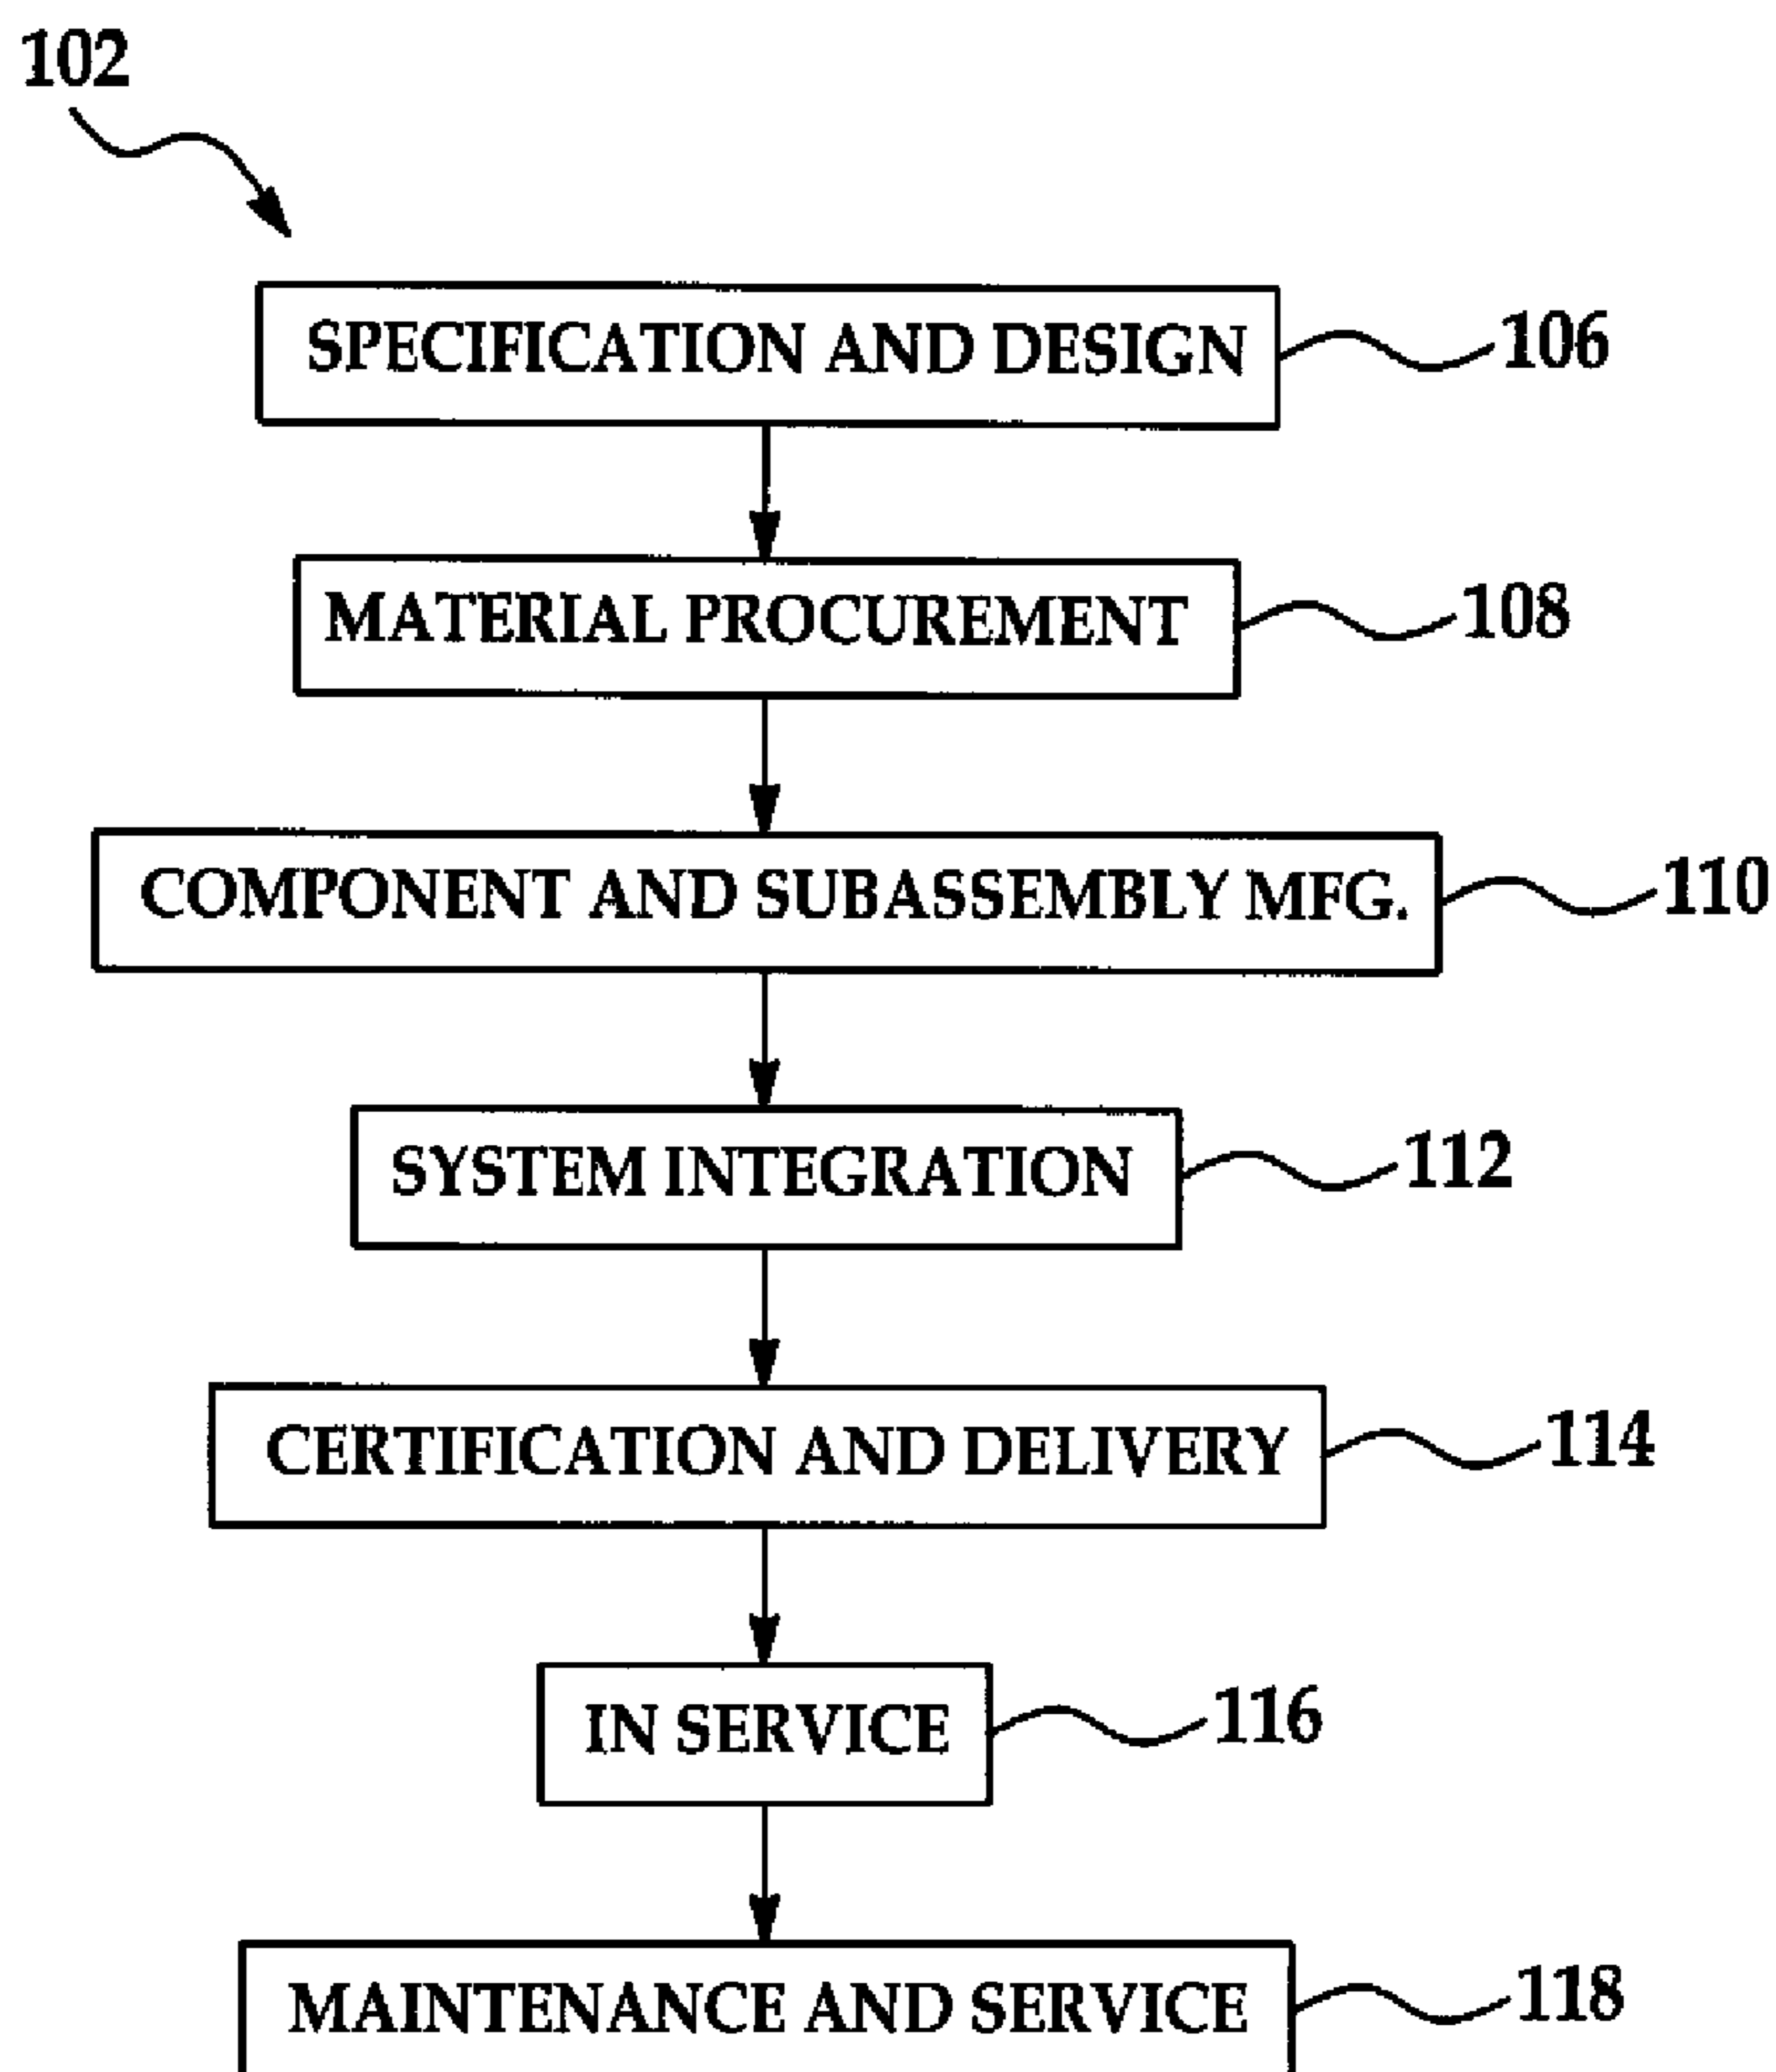 102
SPECIFICATION AND DESIGN 106
MATERIAL PROCUREMENT 108
COMPONENT AND SUBASSEMBLY MFG. 110
SYSTEM INTEGRATION 112
CERTIFICATION AND DELIVERY 114
IN SERVICE 116
MAINTENANCE AND SERVICE 118